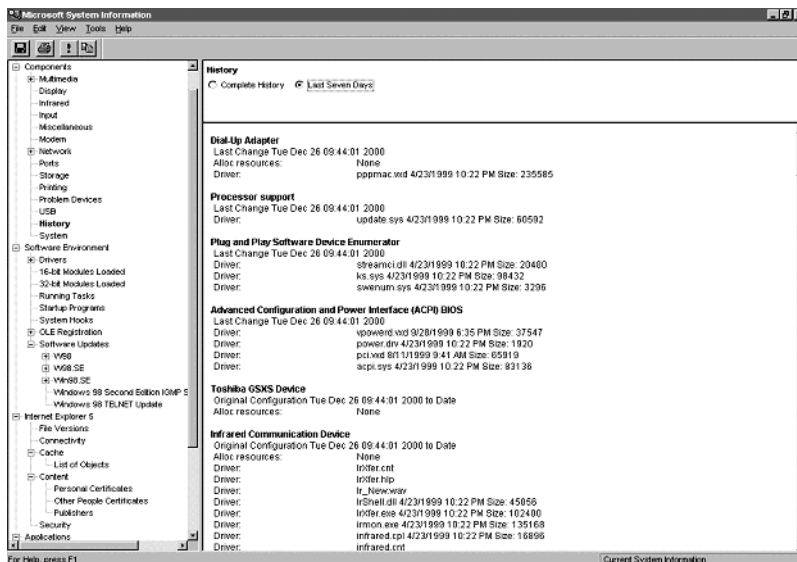 Microsoft System Information
File Edit View Tools Help
Components
Multimedia
Display
Infrared
Input
Miscellaneous
Modem
Network
Ports
Storage
Printing
Problem Devices
USB
History
System
Software Environment
Drivers
16-bit Modules Loaded
32-bit Modules Loaded
Running Tasks
Startup Programs
System Hooks
OLE Registration
Software Updates
W98
W98.SE
Win98.SE
Windows 98 Second Edition IGMP S
Windows 98 TELNET Update
Internet Explorer 5
File Versions
Connectivity
Cache
List of Objects
Content
Personal Certificates
Other People Certificates
Publishers
Security
Applications
History
Complete History Last Seven Days
Dial-Up Adapter
Last Change Tue Dec 26 09:44:01 2000
Alloc resources: None
Driver: pppmac.vxd 4/23/1999 10:22 PM Size: 235585
Processor support
Last Change Tue Dec 26 09:44:01 2000
Driver: update.sys 4/23/1999 10:22 PM Size: 60592
Plug and Play Software Device Enumerator
Last Change Tue Dec 26 09:44:01 2000
Driver: streamci.dll 4/23/1999 10:22 PM Size: 20480
Driver: ks.sys 4/23/1999 10:22 PM Size: 98432
Driver: swenum.sys 4/23/1999 10:22 PM Size: 3296
Advanced Configuration and Power Interface (ACPI) BIOS
Last Change Tue Dec 26 09:44:01 2000
Driver: vpowerd.vxd 9/28/1999 6:35 PM Size: 37547
Driver: power.drv 4/23/1999 10:22 PM Size: 1920
Driver: pci.vxd 8/11/1999 9:41 AM Size: 65919
Driver: acpi.sys 4/23/1999 10:22 PM Size: 83136
Toshiba GSXS Device
Original Configuration Tue Dec 26 09:44:01 2000 to Date
Alloc resources: None
Infrared Communication Device
Original Configuration Tue Dec 26 09:44:01 2000 to Date
Alloc resources: None
Driver: IrXfer.cnt
Driver: IrXfer.hlp
Driver: Ir_New.wav
Driver: IrShell.dll 4/23/1999 10:22 PM Size: 45056
Driver: IrXfer.exe 4/23/1999 10:22 PM Size: 102400
Driver: irmon.exe 4/23/1999 10:22 PM Size: 135168
Driver: infrared.cpl 4/23/1999 10:22 PM Size: 16896
Driver: infrared.cnt
For Help, press F1
Current System Information